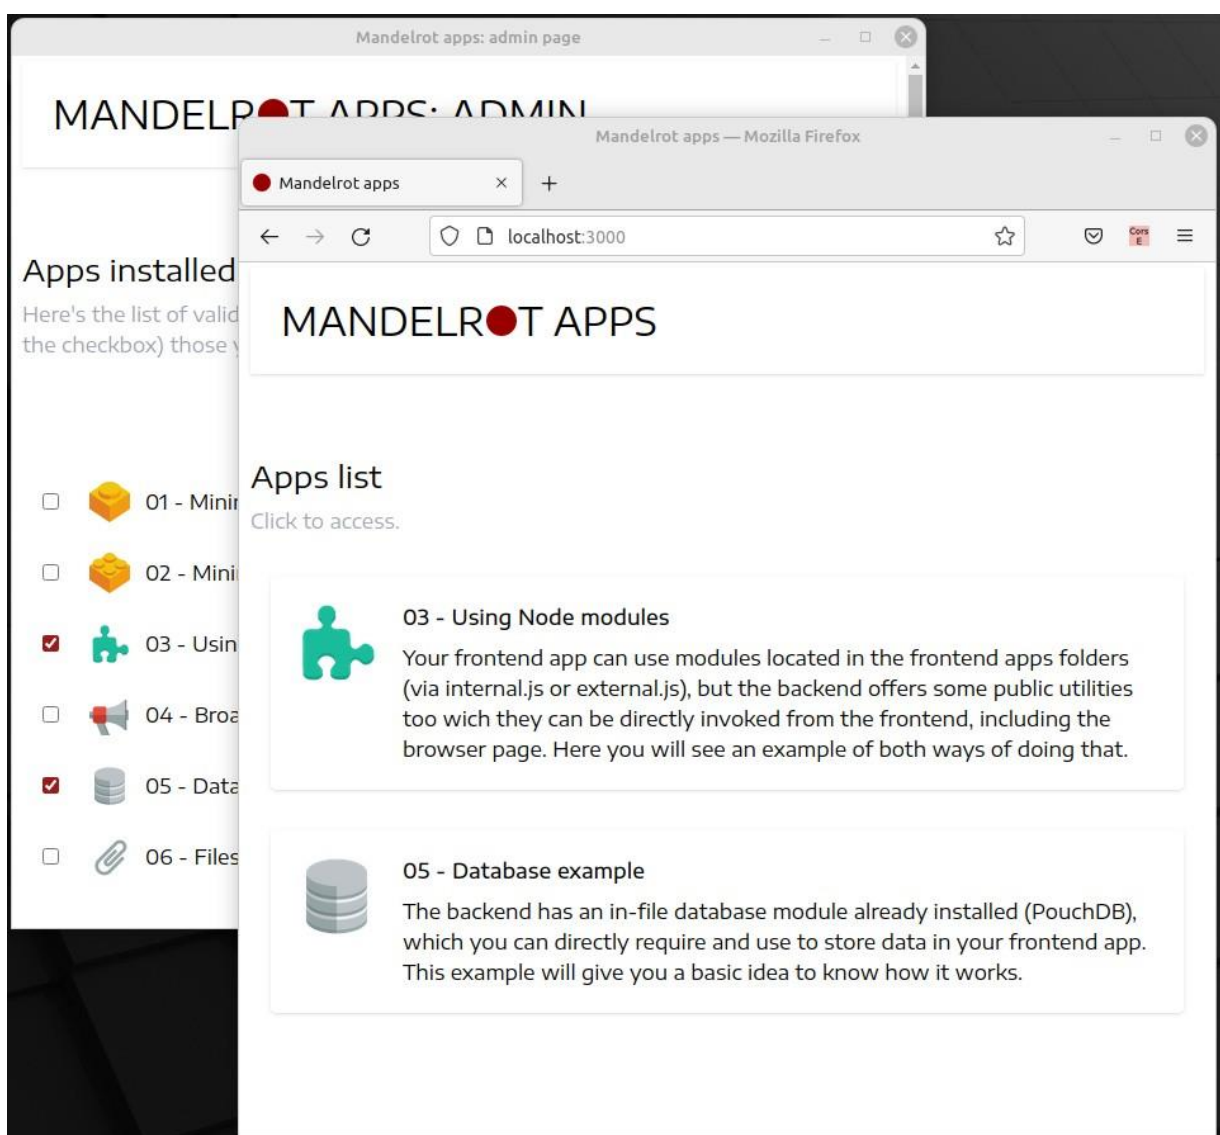 Mandelrot apps: admin page
MANDELR T APPS: ADMIN
Apps installed
Here's the list of valid
the checkbox) those
01 -
02 -
03 -
04 -
05 -
06 - Files
Mandelrot apps — Mozilla Firefox
Mandelrot apps
localhost:3000
Cors
E
MANDELR T APPS
Apps list
Click to access.
03 - Using Node modules
Your frontend app can use modules located in the frontend apps folders
(via internal.js or external.js), but the backend offers some public utilities
too wich they can be directly invoked from the frontend, including the
browser page. Here you will see an example of both ways of doing that.
05 - Database example
The backend has an in-file database module already installed (PouchDB),
which you can directly require and use to store data in your frontend app.
This example will give you a basic idea to know how it works.